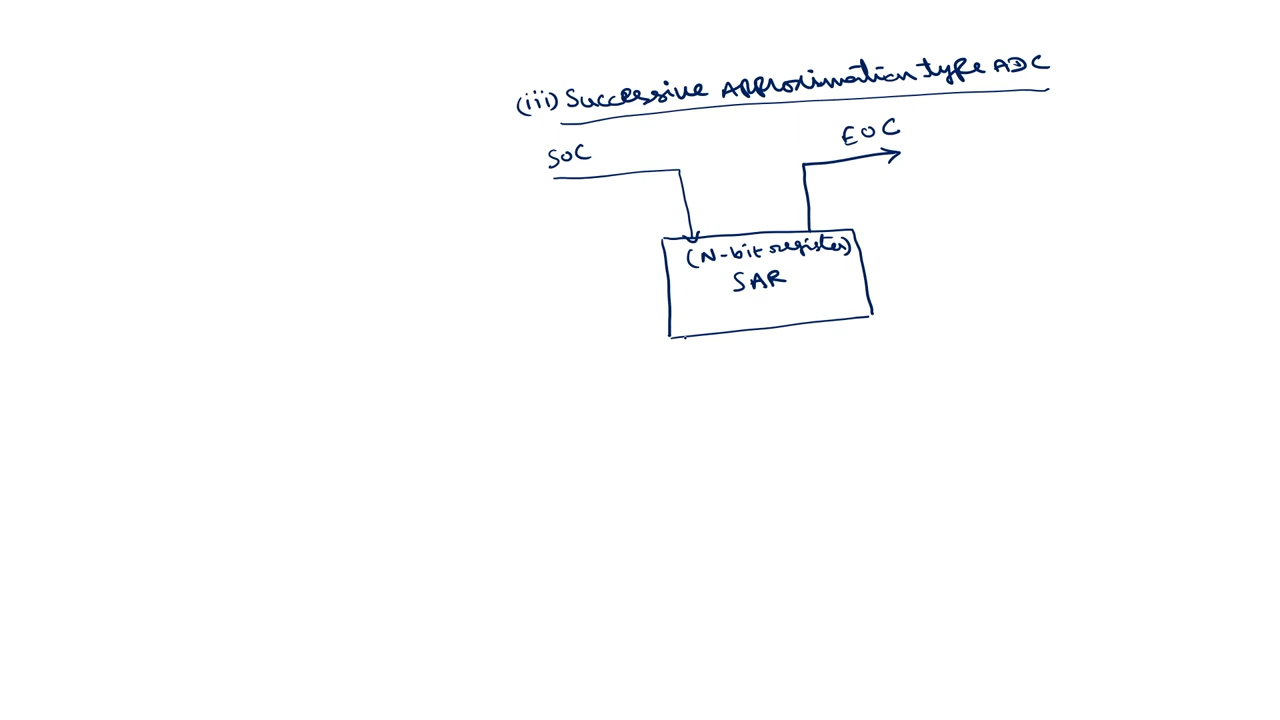 (iii) Successive Approximation type ADC
SOC
EOC
(N-bit register)
SAR